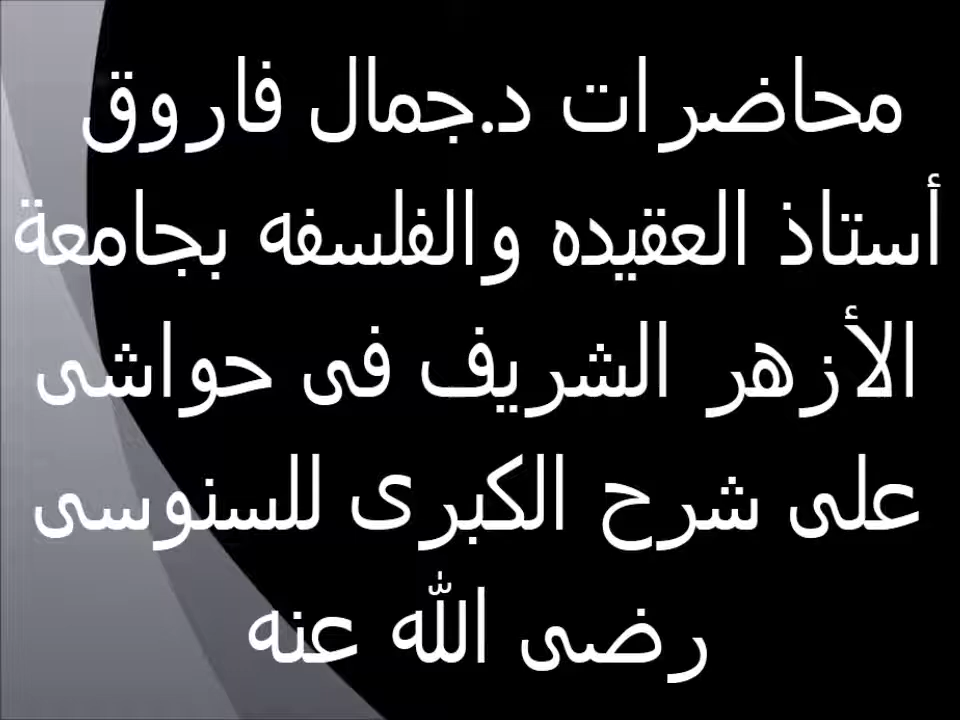 محاضرات د.جمال فاروق
أستاذ العقيده والفلسفه بجامعة
الأزهر الشريف فى حواشى
على شرح الكبرى للسنوسى
رضى الله عنه